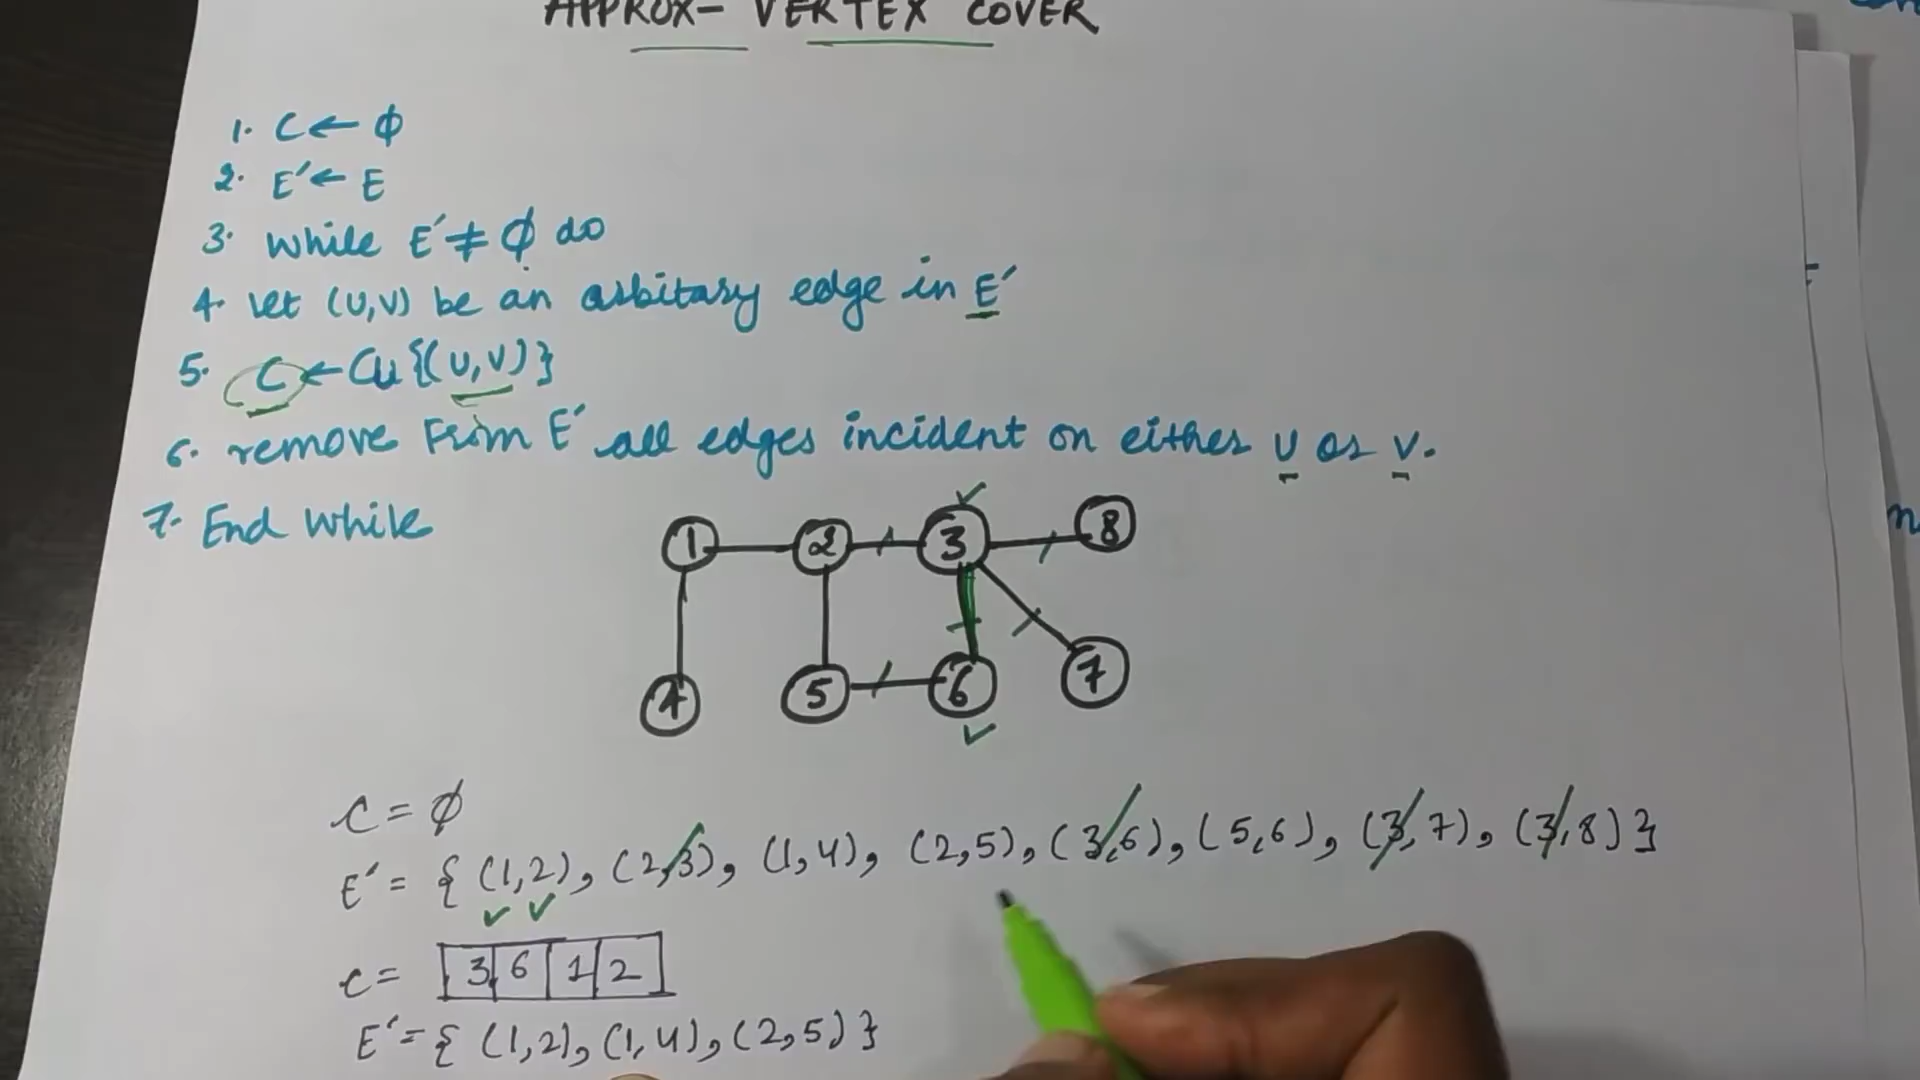 APPROX- VERTEX COVER
1. C ← ϕ
2. E′ ← E
3. while E′ ≠ ϕ do
4. Let (U,V) be an arbitary edge in E′
5. C ← C ∪ {(U,V)}
6. remove From E′ all edges incident on either U or V.
7. End while
1 2 3 8
4 5 6 7
C = ϕ
E′ = { (1,2), (2,3), (1,4), (2,5), (3,6), (5,6), (3,7), (3,8) }
C = 3 6 1 2
E′ = { (1,2), (1,4), (2,5) }